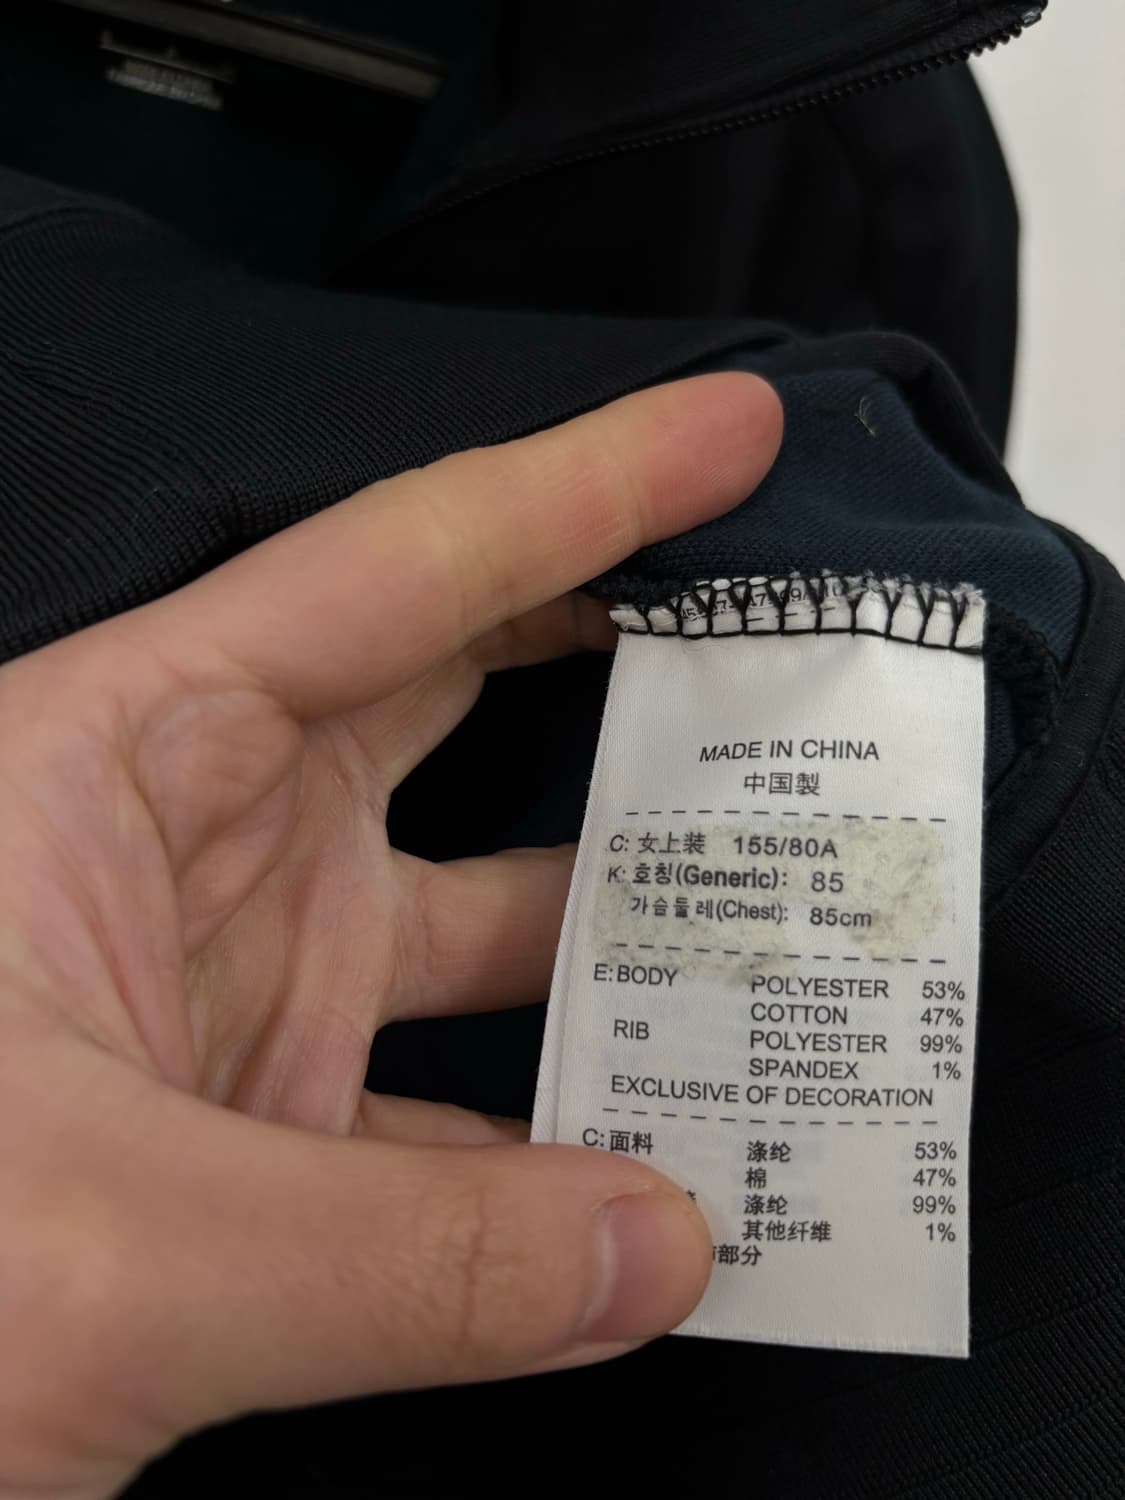 MADE IN CHINA
中国製
C: 女上装 155/80A
K: 호칭(Generic): 85
가슴둘레(Chest): 85cm
E: BODY POLYESTER 53%
COTTON 47%
RIB POLYESTER 99%
SPANDEX 1%
EXCLUSIVE OF DECORATION
C: 面料 涤纶 53%
棉 47%
涤纶 99%
其他纤维 1%
部分